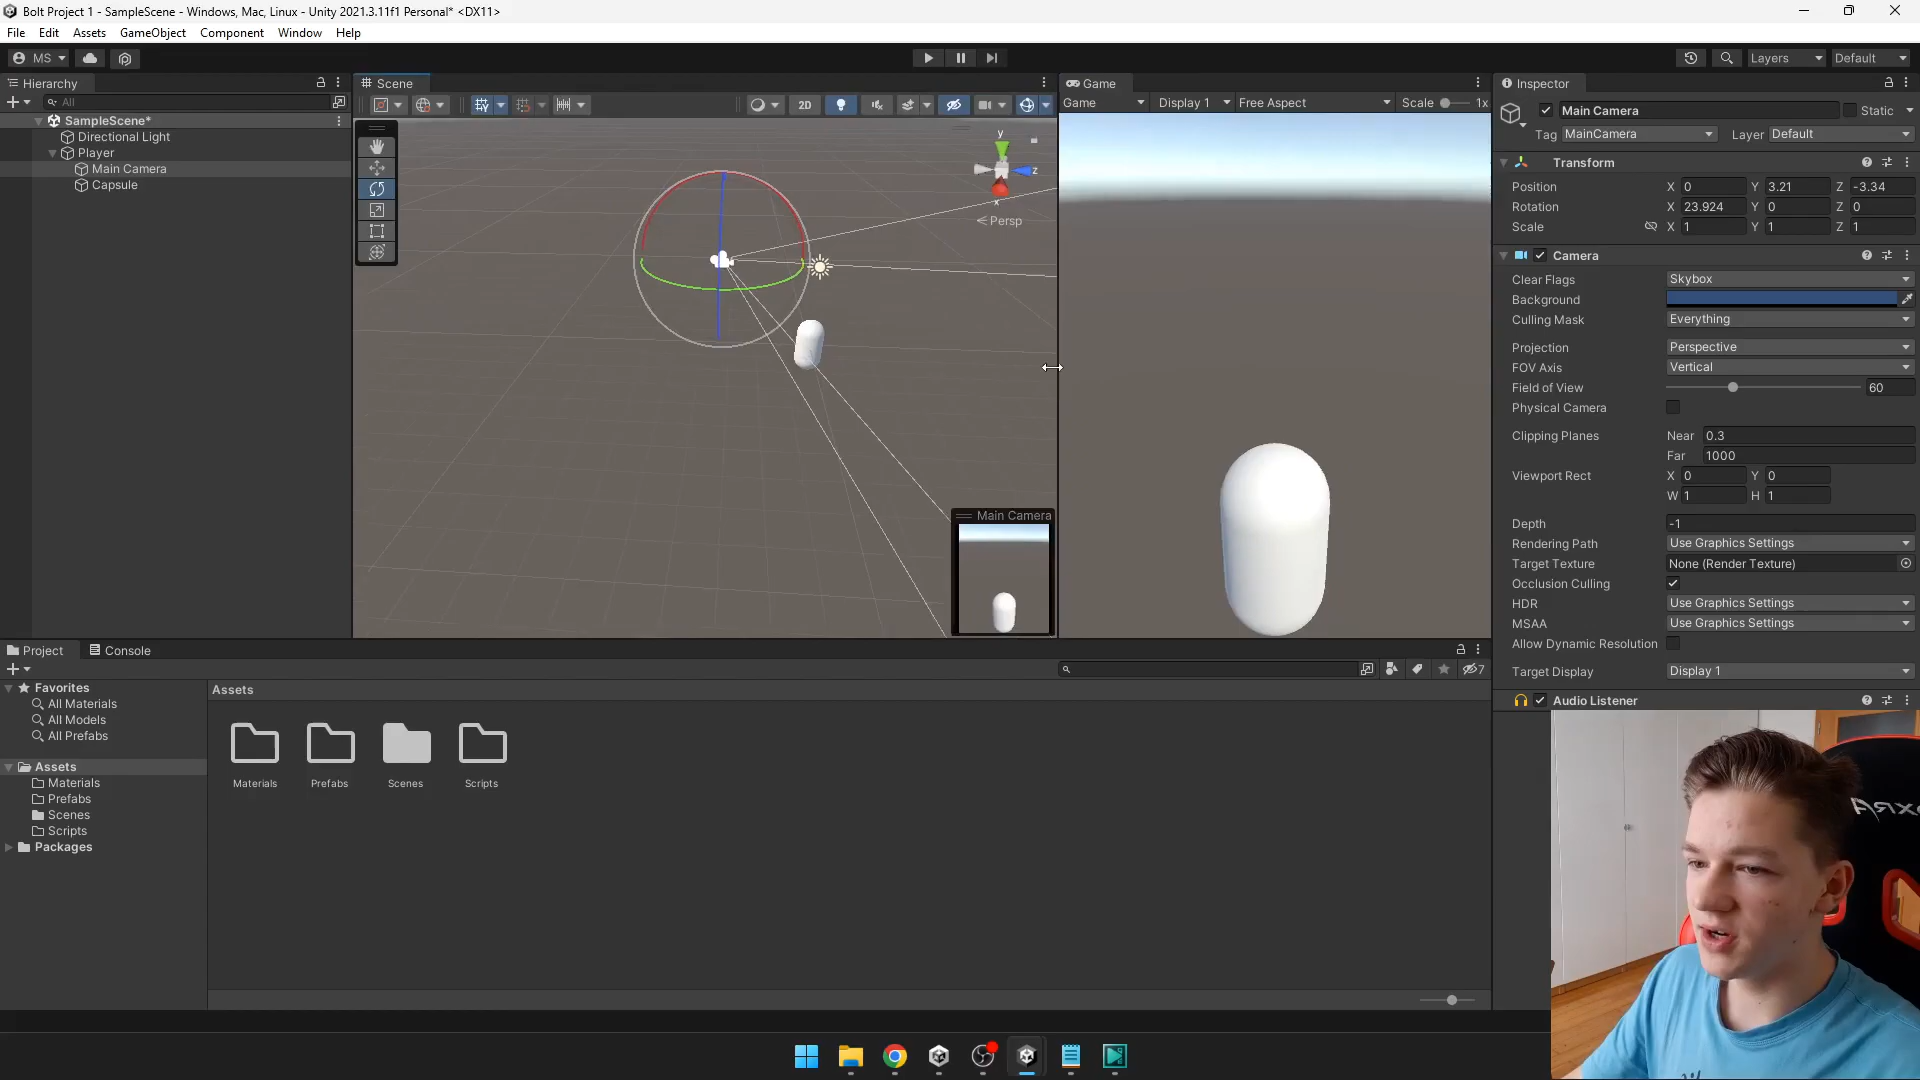 Bolt Project 1 - SampleScene - Windows, Mac, Linux - Unity 2021.3.11f1 Personal* <DX11>
File Edit Assets GameObject Component Window Help
MS Layers Default
Hierarchy
All
SampleScene*
Directional Light
Player
Main Camera
Capsule
Scene
2D
y
z
x
Persp
Main Camera
Game
Game Display 1 Free Aspect Scale 1x
Inspector
Main Camera Static
Tag MainCamera Layer Default
Transform
Position X 0 Y 3.21 Z -3.34
Rotation X 23.924 Y 0 Z 0
Scale X 1 Y 1 Z 1
Camera
Clear Flags Skybox
Background
Culling Mask Everything
Projection Perspective
FOV Axis Vertical
Field of View 60
Physical Camera
Clipping Planes Near 0.3
Far 1000
Viewport Rect X 0 Y 0
W 1 H 1
Depth -1
Rendering Path Use Graphics Settings
Target Texture None (Render Texture)
Occlusion Culling
HDR Use Graphics Settings
MSAA Use Graphics Settings
Allow Dynamic Resolution
Target Display Display 1
Audio Listener
Project Console
7
Favorites
All Materials
All Models
All Prefabs
Assets
Materials
Prefabs
Scenes
Scripts
Packages
Assets
Materials Prefabs Scenes Scripts